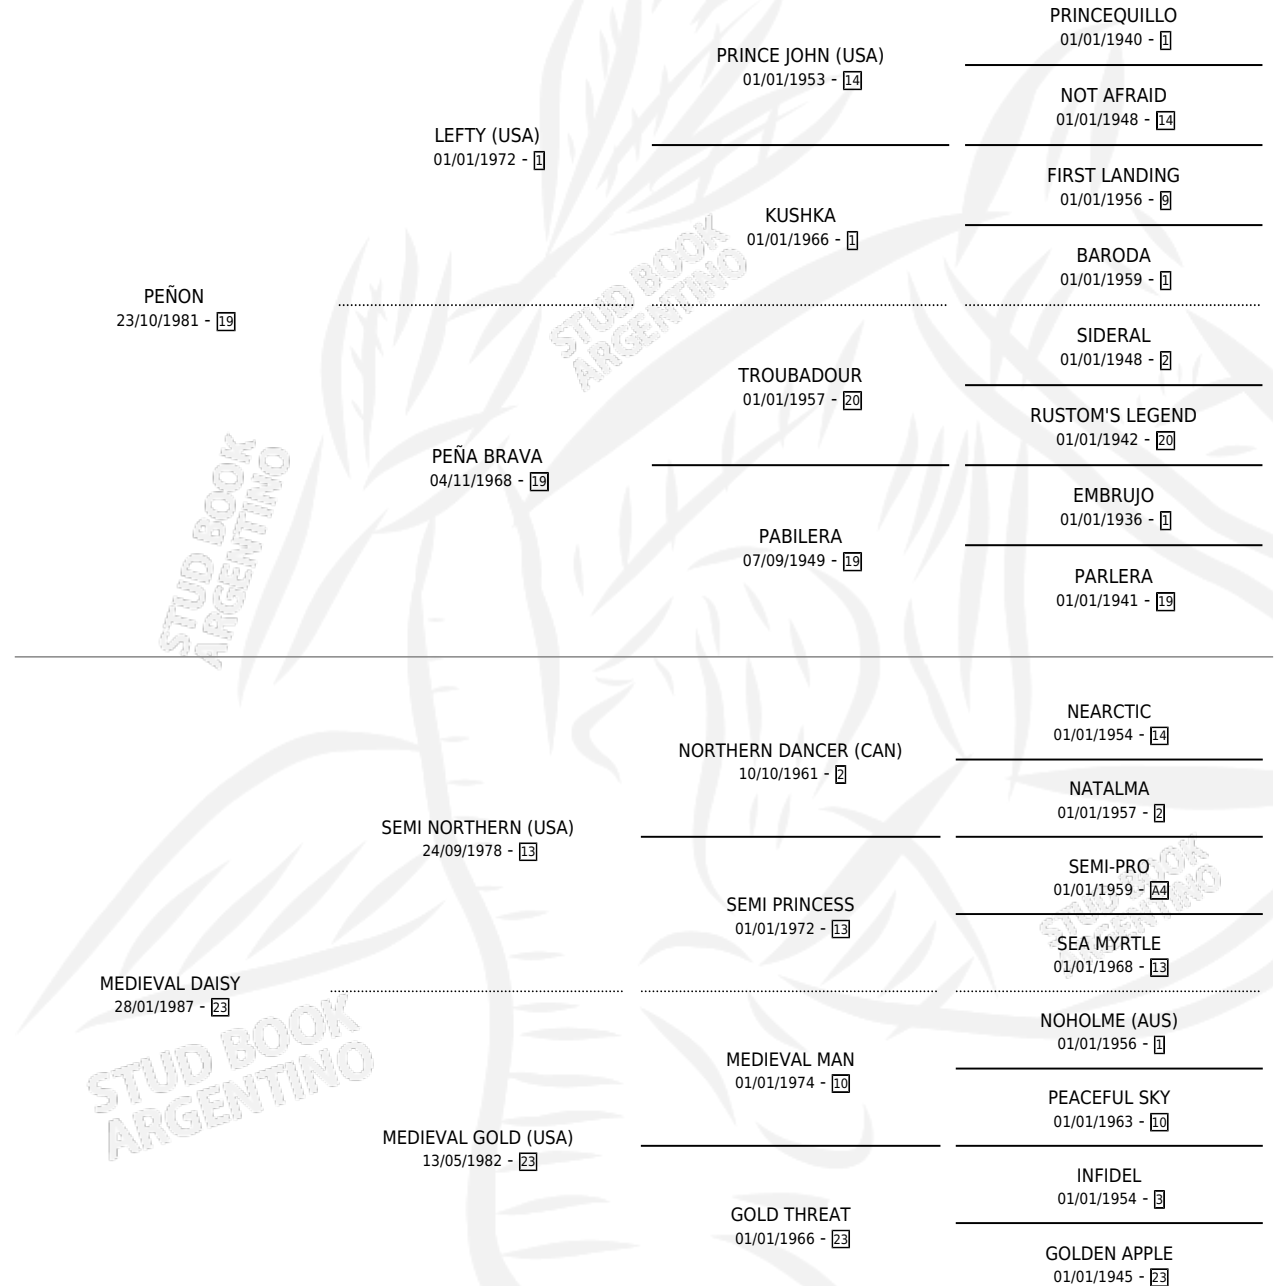 PRINCEQUILLO
01/01/1940 - 1
PRINCE JOHN (USA)
01/01/1953 - 14
NOT AFRAID
01/01/1948 - 14
LEFTY (USA)
01/01/1972 - 1
FIRST LANDING
01/01/1956 - 9
KUSHKA
01/01/1966 - 1
BARODA
01/01/1959 - 1
PEÑON
23/10/1981 - 19
SIDERAL
01/01/1948 - 2
TROUBADOUR
01/01/1957 - 20
RUSTOM'S LEGEND
01/01/1942 - 20
PEÑA BRAVA
04/11/1968 - 19
EMBRUJO
01/01/1936 - 1
PABILERA
07/09/1949 - 19
PARLERA
01/01/1941 - 19
NEARCTIC
01/01/1954 - 14
NORTHERN DANCER (CAN)
10/10/1961 - 2
NATALMA
01/01/1957 - 2
SEMI NORTHERN (USA)
24/09/1978 - 13
SEMI-PRO
01/01/1959 - A4
SEMI PRINCESS
01/01/1972 - 13
SEA MYRTLE
01/01/1968 - 13
MEDIEVAL DAISY
28/01/1987 - 23
NOHOLME (AUS)
01/01/1956 - 1
MEDIEVAL MAN
01/01/1974 - 10
PEACEFUL SKY
01/01/1963 - 10
MEDIEVAL GOLD (USA)
13/05/1982 - 23
INFIDEL
01/01/1954 - 3
GOLD THREAT
01/01/1966 - 23
GOLDEN APPLE
01/01/1945 - 23
STUD BOOK
ARGENTINO
STUD BOOK
ARGENTINO
STUD BOOK
ARGENTINO
STUD BOOK
ARGENTINO